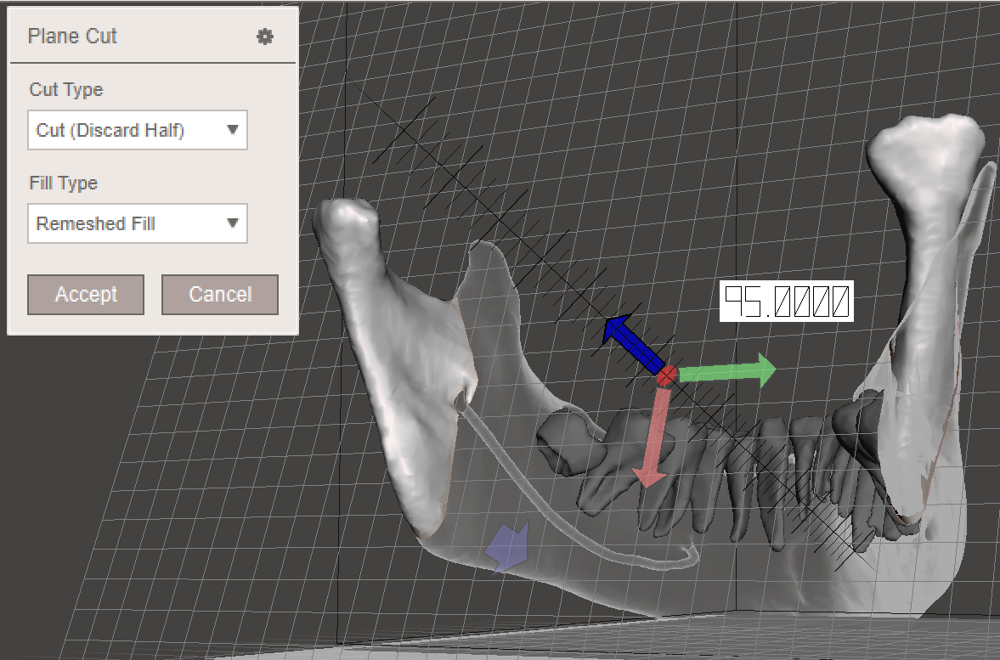 Plane Cut
Cut Type
Cut (Discard Half)
Fill Type
Remeshed Fill
Accept
Cancel
95.0000